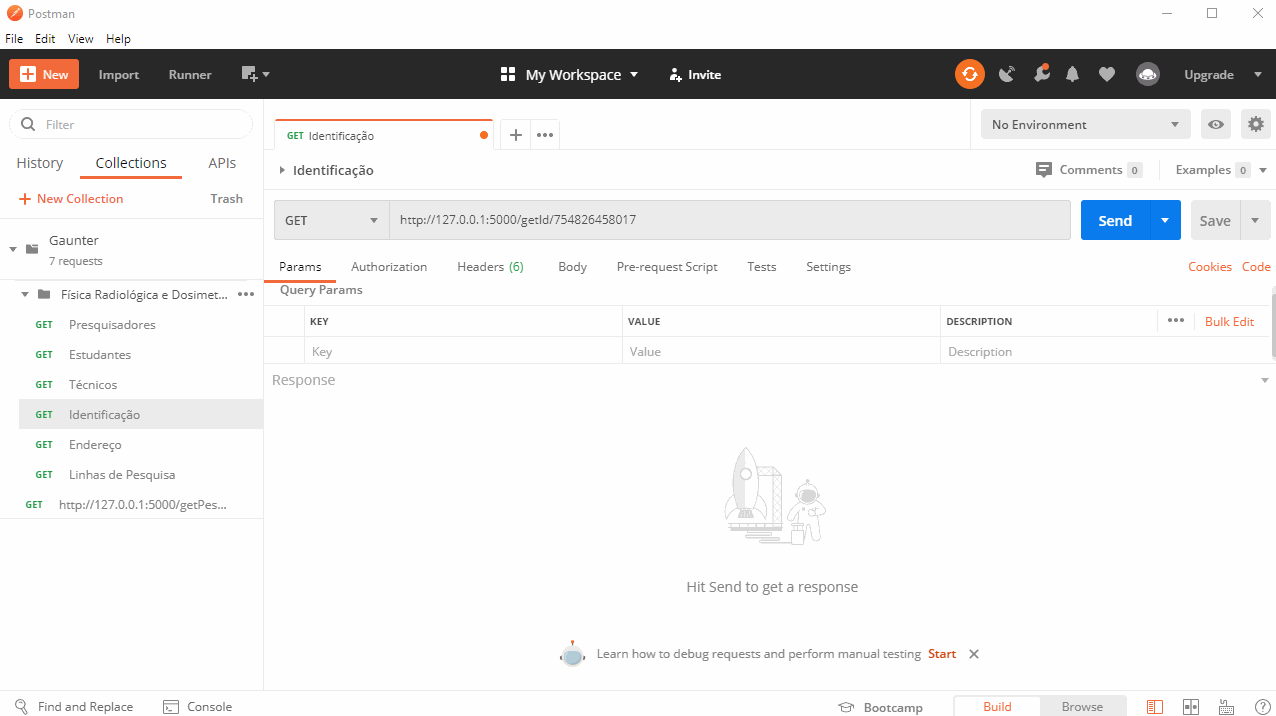 Postman
File Edit View Help
New Import Runner My Workspace Invite Upgrade
Filter
History Collections APIs
New Collection Trash
Gaunter
7 requests
Física Radiológica e Dosimet...
GET Presquisadores
GET Estudantes
GET Técnicos
GET Identificação
GET Endereço
GET Linhas de Pesquisa
GET http://127.0.0.1:5000/getPes...
GET Identificação
No Environment
Identificação Comments 0 Examples 0
GET http://127.0.0.1:5000/getId/754826458017 Send Save
Params Authorization Headers (6) Body Pre-request Script Tests Settings Cookies Code
Query Params
KEY VALUE DESCRIPTION Bulk Edit
Key Value Description
Response
Hit Send to get a response
Learn how to debug requests and perform manual testing Start
Find and Replace Console Bootcamp Build Browse